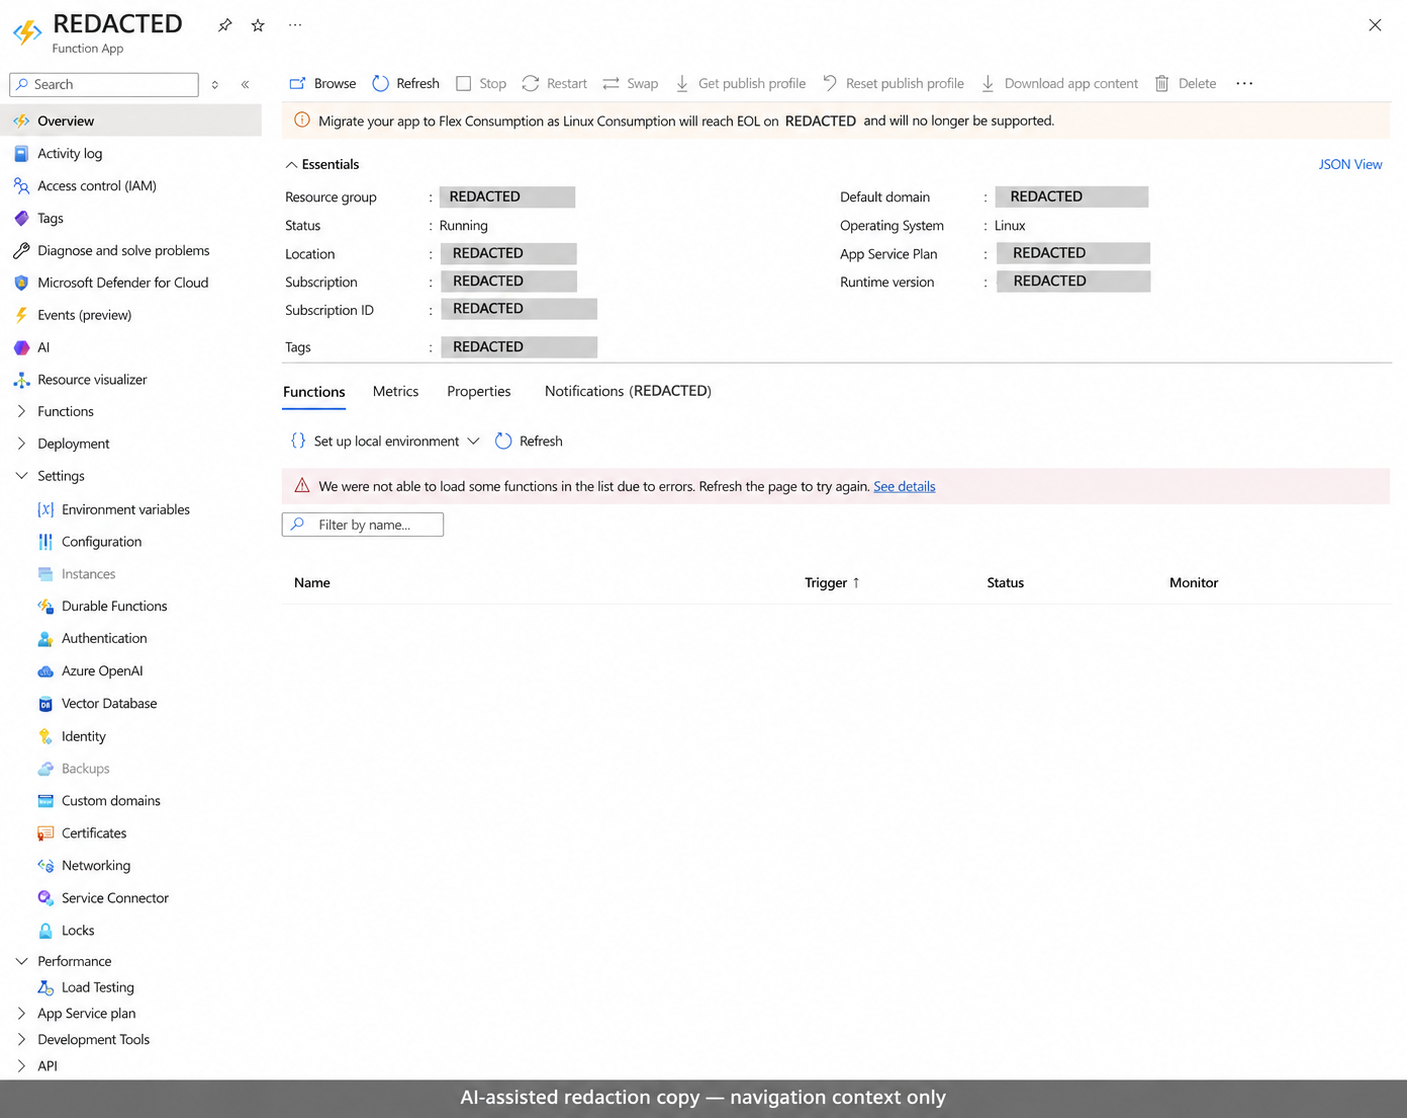 REDACTED
Function App
Search
Overview
Activity log
Access control (IAM)
Tags
Diagnose and solve problems
Microsoft Defender for Cloud
Events (preview)
AI
Resource visualizer
Functions
Deployment
Settings
Environment variables
Configuration
Instances
Durable Functions
Authentication
Azure OpenAI
Vector Database
Identity
Backups
Custom domains
Certificates
Networking
Service Connector
Locks
Performance
Load Testing
App Service plan
Development Tools
API
Browse Refresh Stop Restart Swap Get publish profile Reset publish profile Download app content Delete
Migrate your app to Flex Consumption as Linux Consumption will reach EOL on REDACTED and will no longer be supported.
Essentials
JSON View
Resource group : REDACTED
Status : Running
Location : REDACTED
Subscription : REDACTED
Subscription ID : REDACTED
Tags : REDACTED
Default domain : REDACTED
Operating System : Linux
App Service Plan : REDACTED
Runtime version : REDACTED
Functions Metrics Properties Notifications (REDACTED)
Set up local environment Refresh
We were not able to load some functions in the list due to errors. Refresh the page to try again. See details
Filter by name...
Name Trigger ↑ Status Monitor
AI-assisted redaction copy — navigation context only